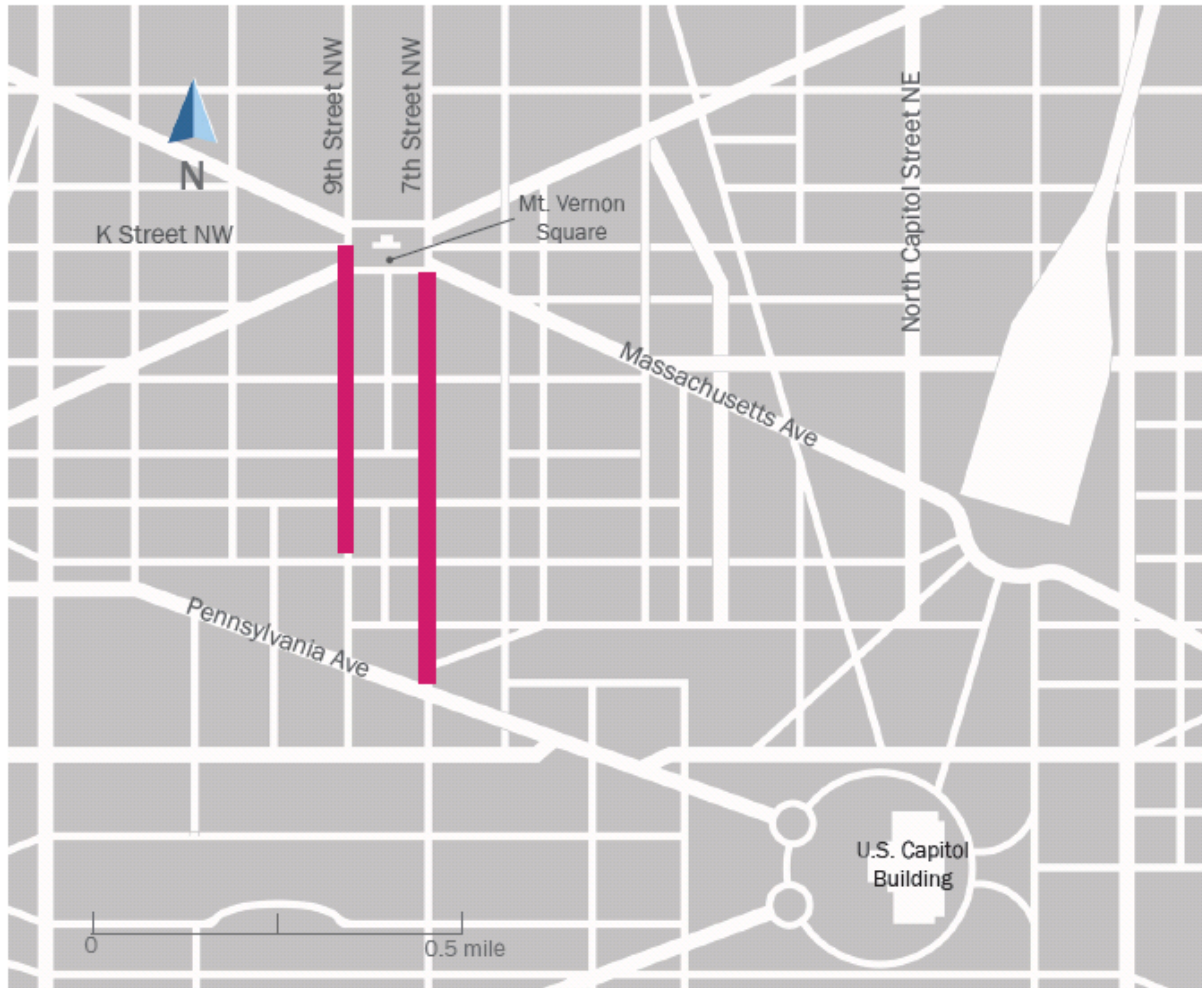 9th Street NW
7th Street NW
North Capitol Street NE
N
Mt. Vernon
Square
K Street NW
Massachusetts Ave
Pennsylvania Ave
U.S. Capitol
Building
0
0.5 mile